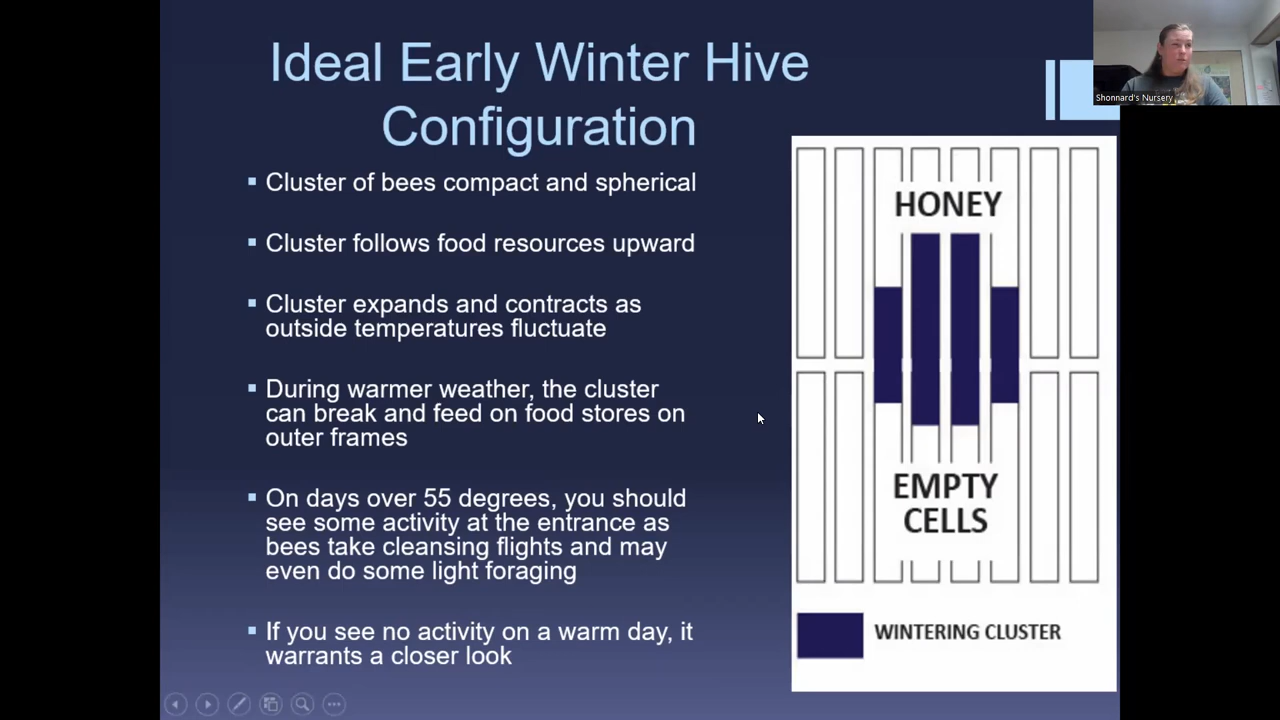 Ideal Early Winter Hive
Configuration
Shonnard's Nursery
▪ Cluster of bees compact and spherical
▪ Cluster follows food resources upward
▪ Cluster expands and contracts as
outside temperatures fluctuate
▪ During warmer weather, the cluster
can break and feed on food stores on
outer frames
▪ On days over 55 degrees, you should
see some activity at the entrance as
bees take cleansing flights and may
even do some light foraging
▪ If you see no activity on a warm day, it
warrants a closer look
HONEY
EMPTY
CELLS
WINTERING CLUSTER